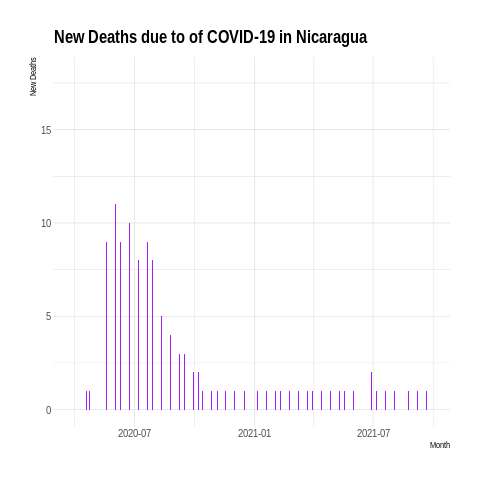 New Deaths due to of COVID-19 in Nicaragua
New Deaths
15
10
5
0
2020-07
2021-01
2021-07
Month